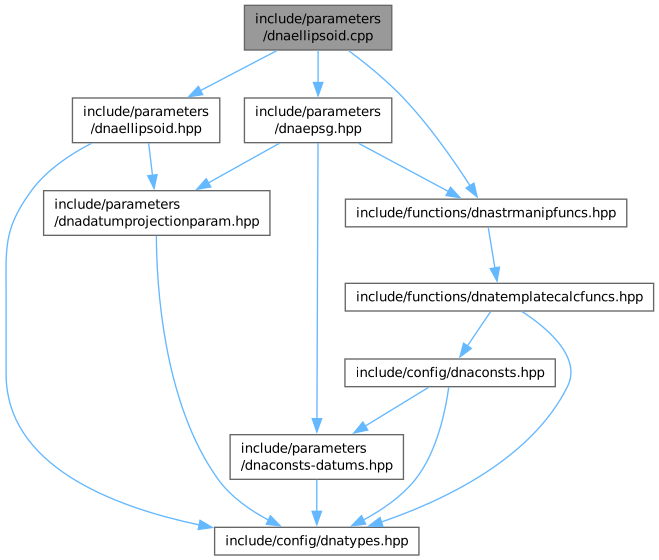 include/parameters
/dnaellipsoid.cpp
include/parameters
/dnaellipsoid.hpp
include/parameters
/dnaepsg.hpp
include/parameters
/dnadatumprojectionparam.hpp
include/functions/dnastrmanipfuncs.hpp
include/functions/dnatemplatecalcfuncs.hpp
include/config/dnaconsts.hpp
include/parameters
/dnaconsts-datums.hpp
include/config/dnatypes.hpp